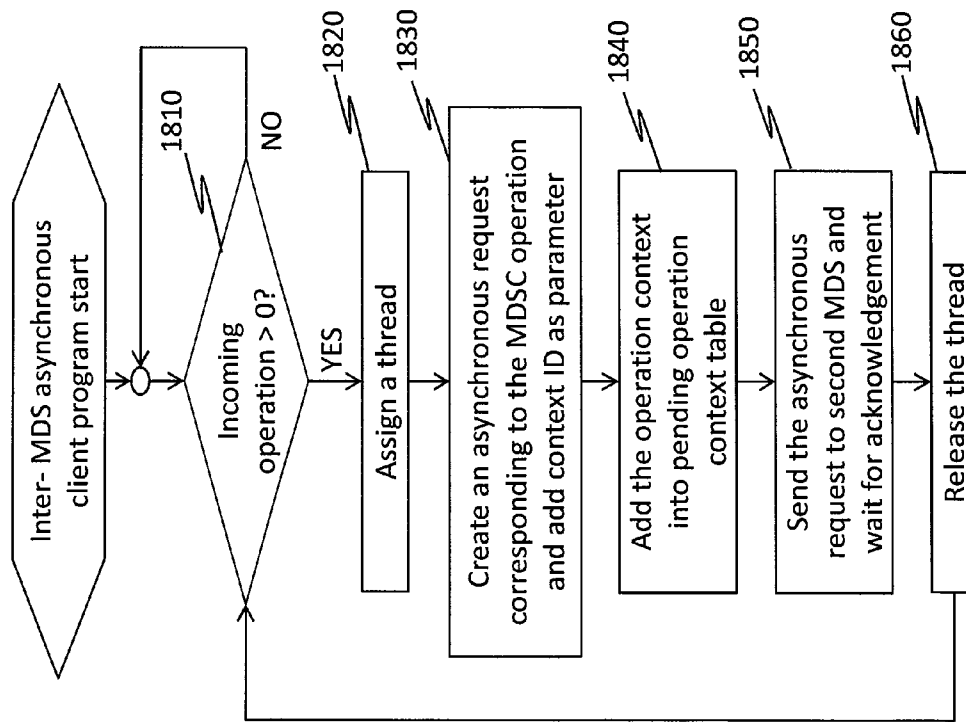 Inter- MDS asynchronous
client program start
1810
Incoming
operation > 0?
NO
YES
1820
Assign a thread
1830
Create an asynchronous request
corresponding to the MDSC operation
and add context ID as parameter
1840
Add the operation context
into pending operation
context table
1850
Send the asynchronous
request to second MDS and
wait for acknowledgement
1860
Release the thread